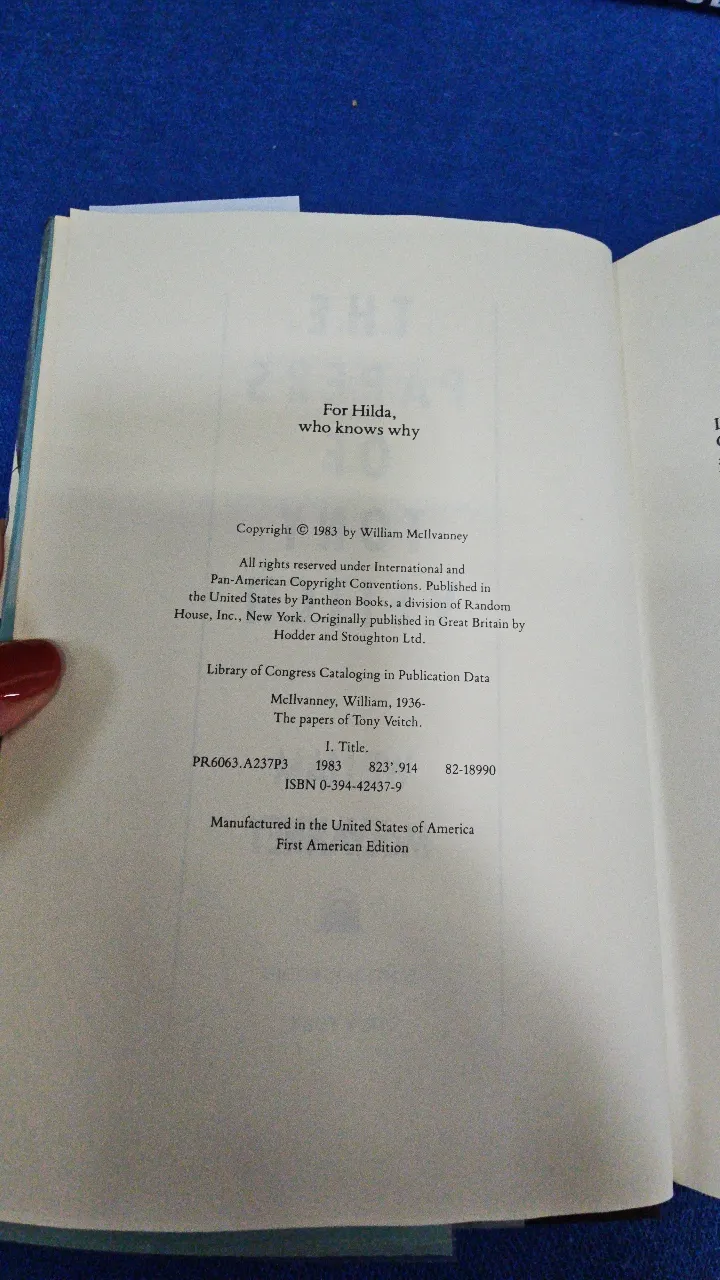 For Hilda,
who knows why
Copyright © 1983 by William McIlvanney
All rights reserved under International and
Pan-American Copyright Conventions. Published in
the United States by Pantheon Books, a division of Random
House, Inc., New York. Originally published in Great Britain by
Hodder and Stoughton Ltd.
Library of Congress Cataloging in Publication Data
McIlvanney, William, 1936-
The papers of Tony Veitch.
I. Title.
PR6063.A237P3 1983 823'.914 82-18990
ISBN 0-394-42437-9
Manufactured in the United States of America
First American Edition